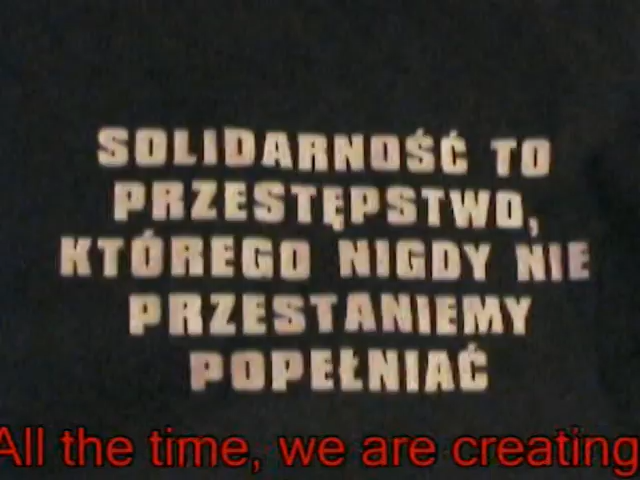 SOLIDARNOŚĆ TO
PRZESTĘPSTWO,
KTÓREGO NIGDY NIE
PRZESTANIEMY
POPEŁNIAĆ
All the time, we are creating